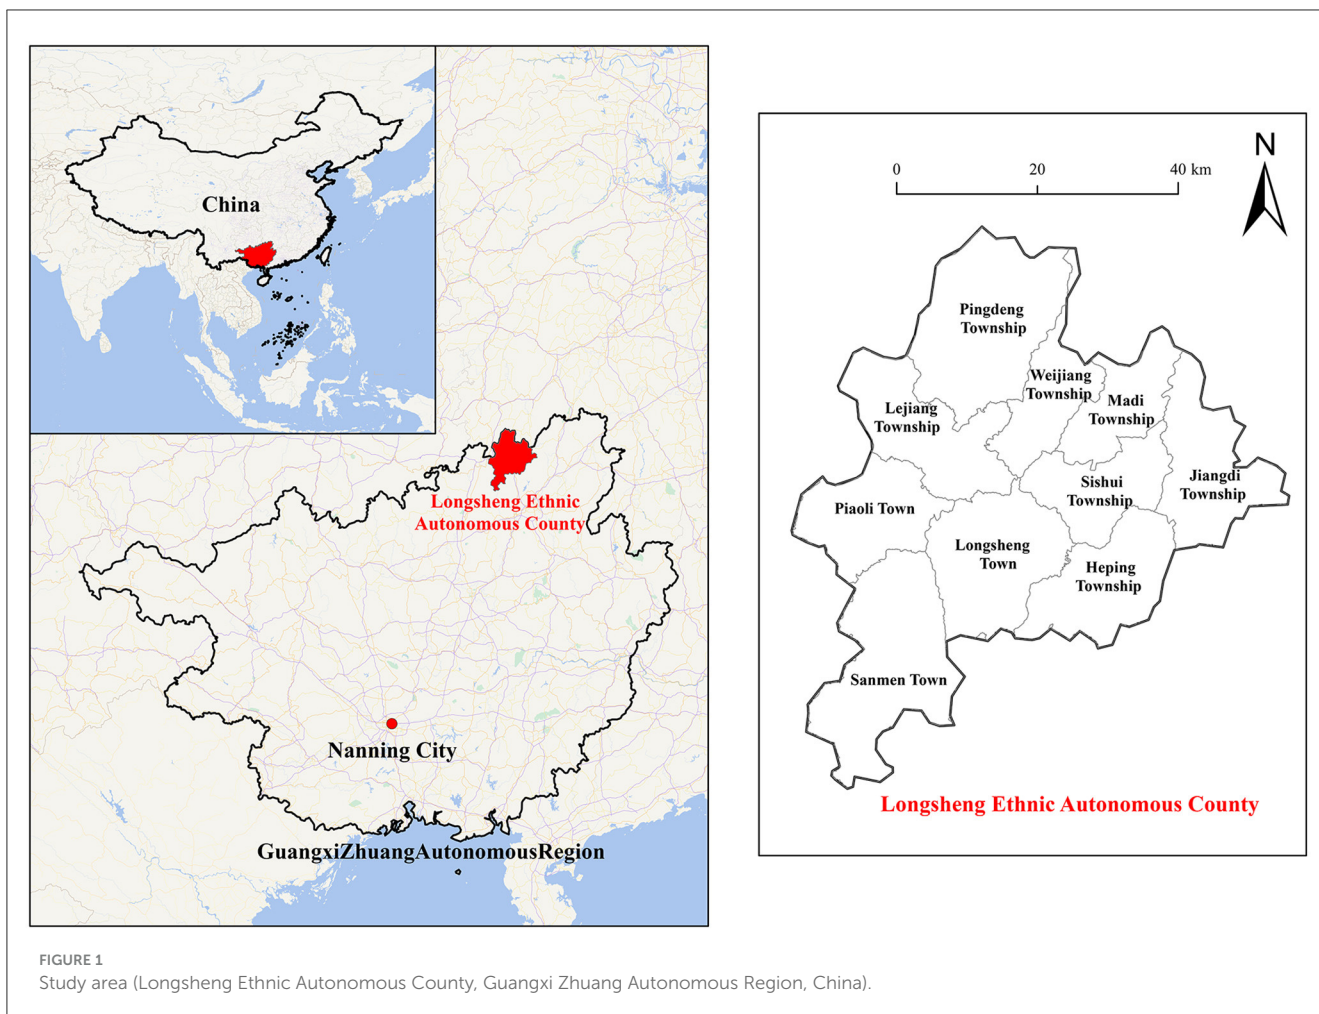 China
Longsheng Ethnic
Autonomous County
Nanning City
GuangxiZhuangAutonomousRegion
N
0 20 40 km
Pingdeng
Township
Weijiang
Township
Madi
Township
Lejiang
Township
Jiangdi
Township
Sishui
Township
Piaoli Town
Longsheng
Town
Heping
Township
Sanmen Town
Longsheng Ethnic Autonomous County
FIGURE 1
Study area (Longsheng Ethnic Autonomous County, Guangxi Zhuang Autonomous Region, China).